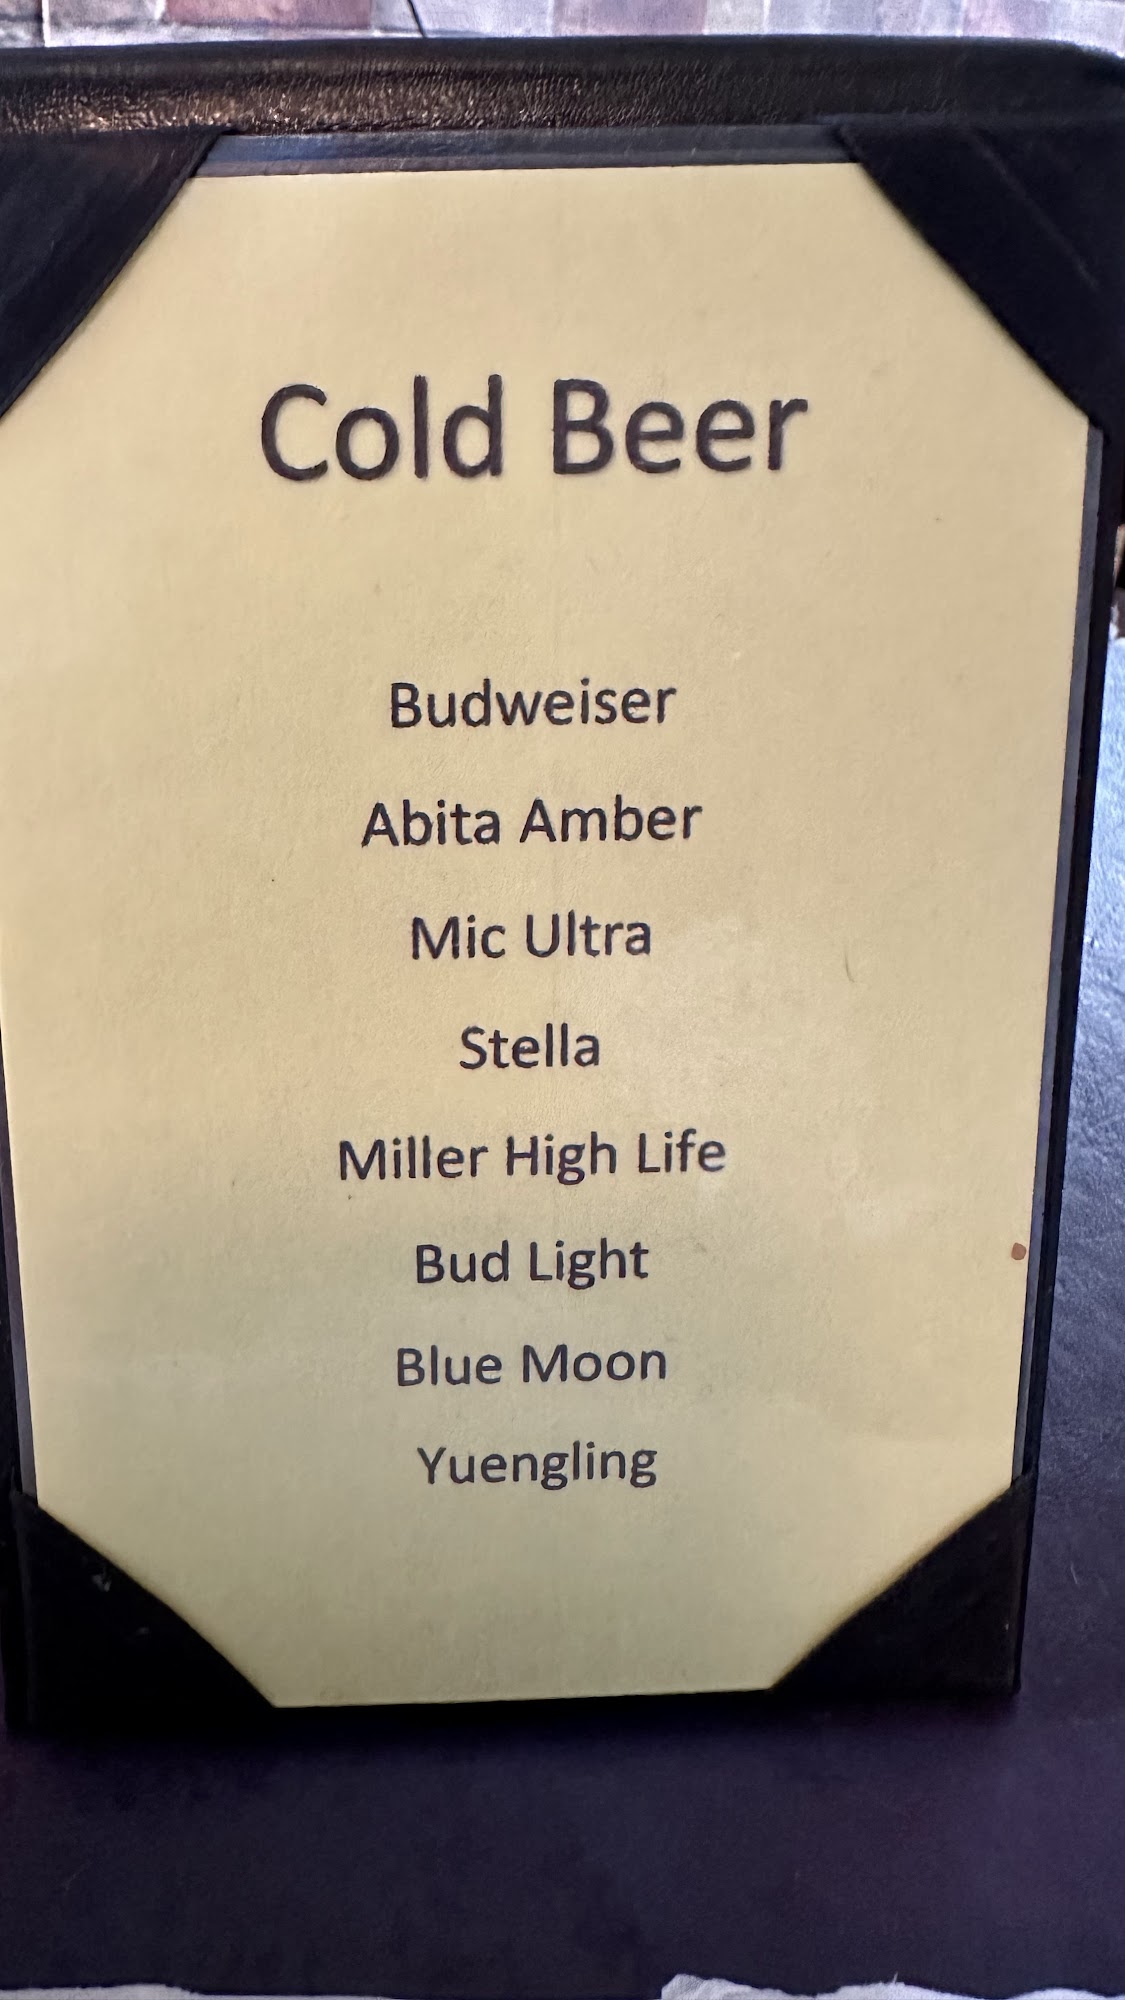 Cold Beer
Budweiser
Abita Amber
Mic Ultra
Stella
Miller High Life
Bud Light
Blue Moon
Yuengling